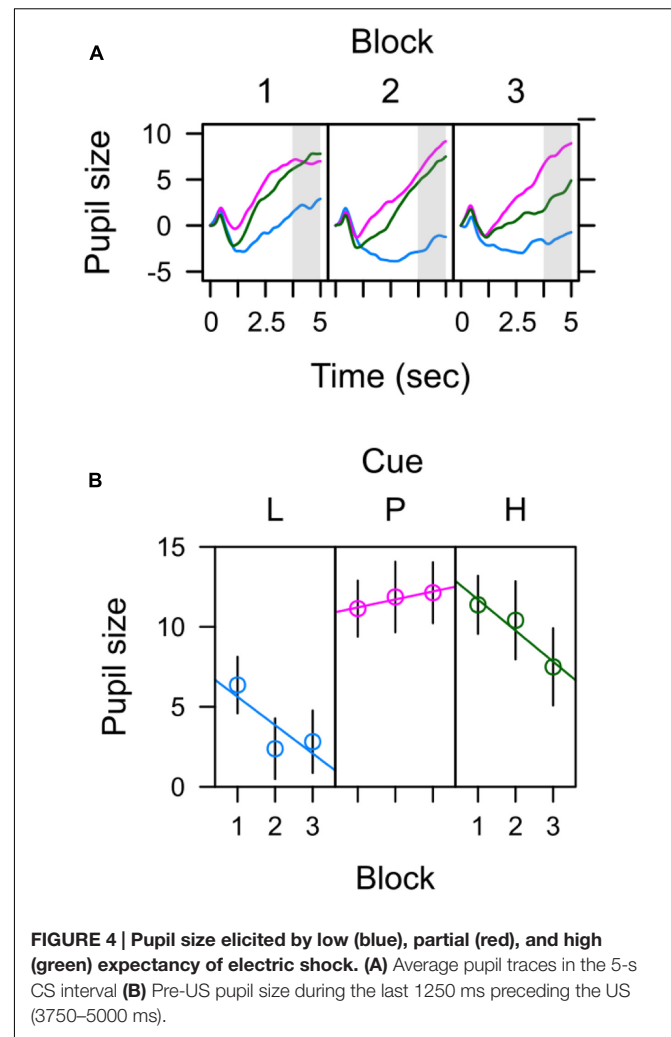 A
Block
1 2 3
Pupil size
10
5
0
-5
0 2.5 5 0 2.5 5
Time (sec)
B
Cue
L P H
Pupil size
15
10
5
0
1 2 3 1 2 3
Block
FIGURE 4 | Pupil size elicited by low (blue), partial (red), and high
(green) expectancy of electric shock. (A) Average pupil traces in the 5-s
CS interval (B) Pre-US pupil size during the last 1250 ms preceding the US
(3750–5000 ms).